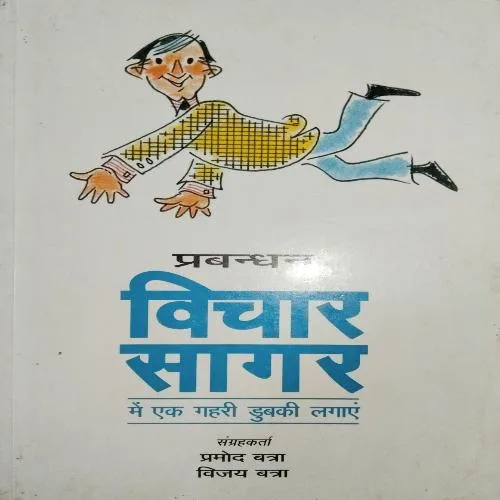 प्रबन्धन
विचार
सागर
में एक गहरी डुबकी लगाएं
संग्रहकर्ता
प्रमोद बत्रा
विजय बत्रा